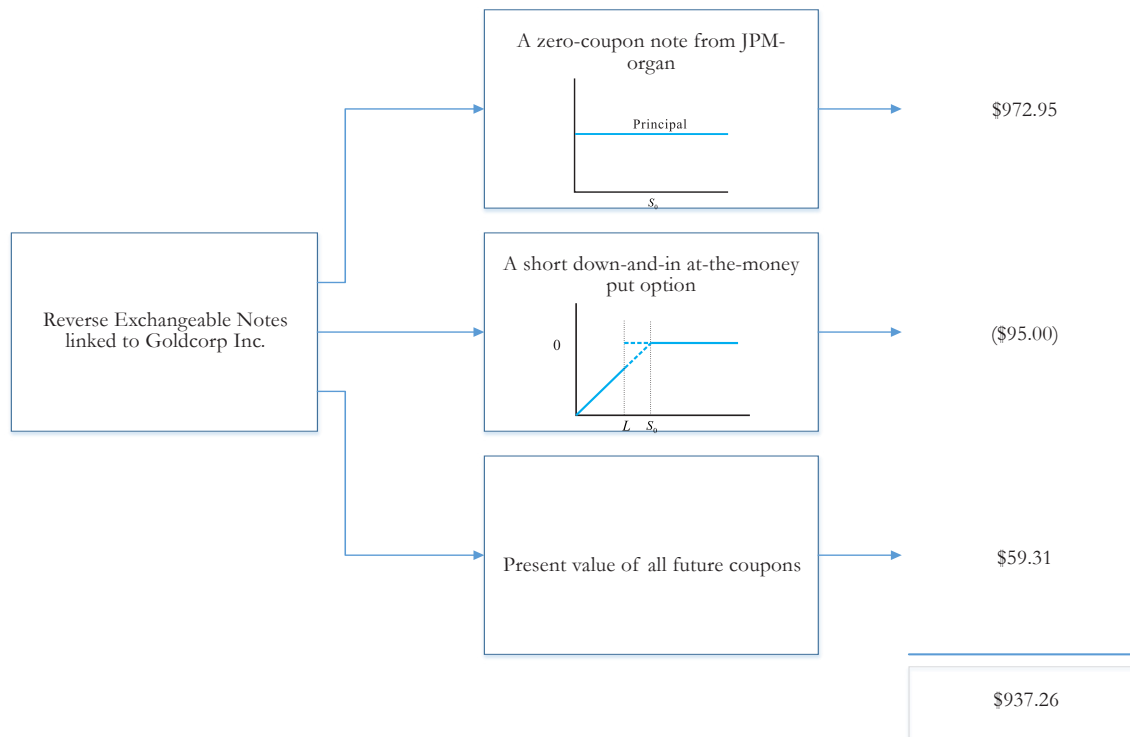 A zero-coupon note from JPM-
organ
Principal
S₀
$972.95
Reverse Exchangeable Notes
linked to Goldcorp Inc.
A short down-and-in at-the-money
put option
0
L S₀
($95.00)
Present value of all future coupons
$59.31
$937.26